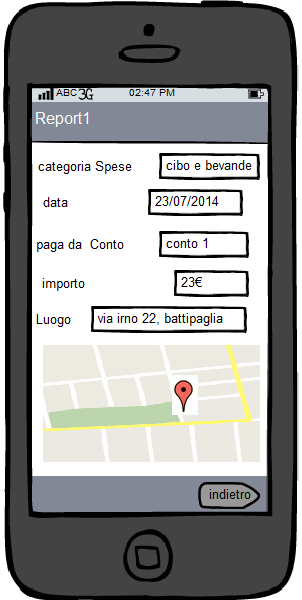 ABC 3G 02:47 PM
Report1
categoria Spese cibo e bevande
data 23/07/2014
paga da Conto conto 1
importo 23€
Luogo via irno 22, battipaglia
indietro